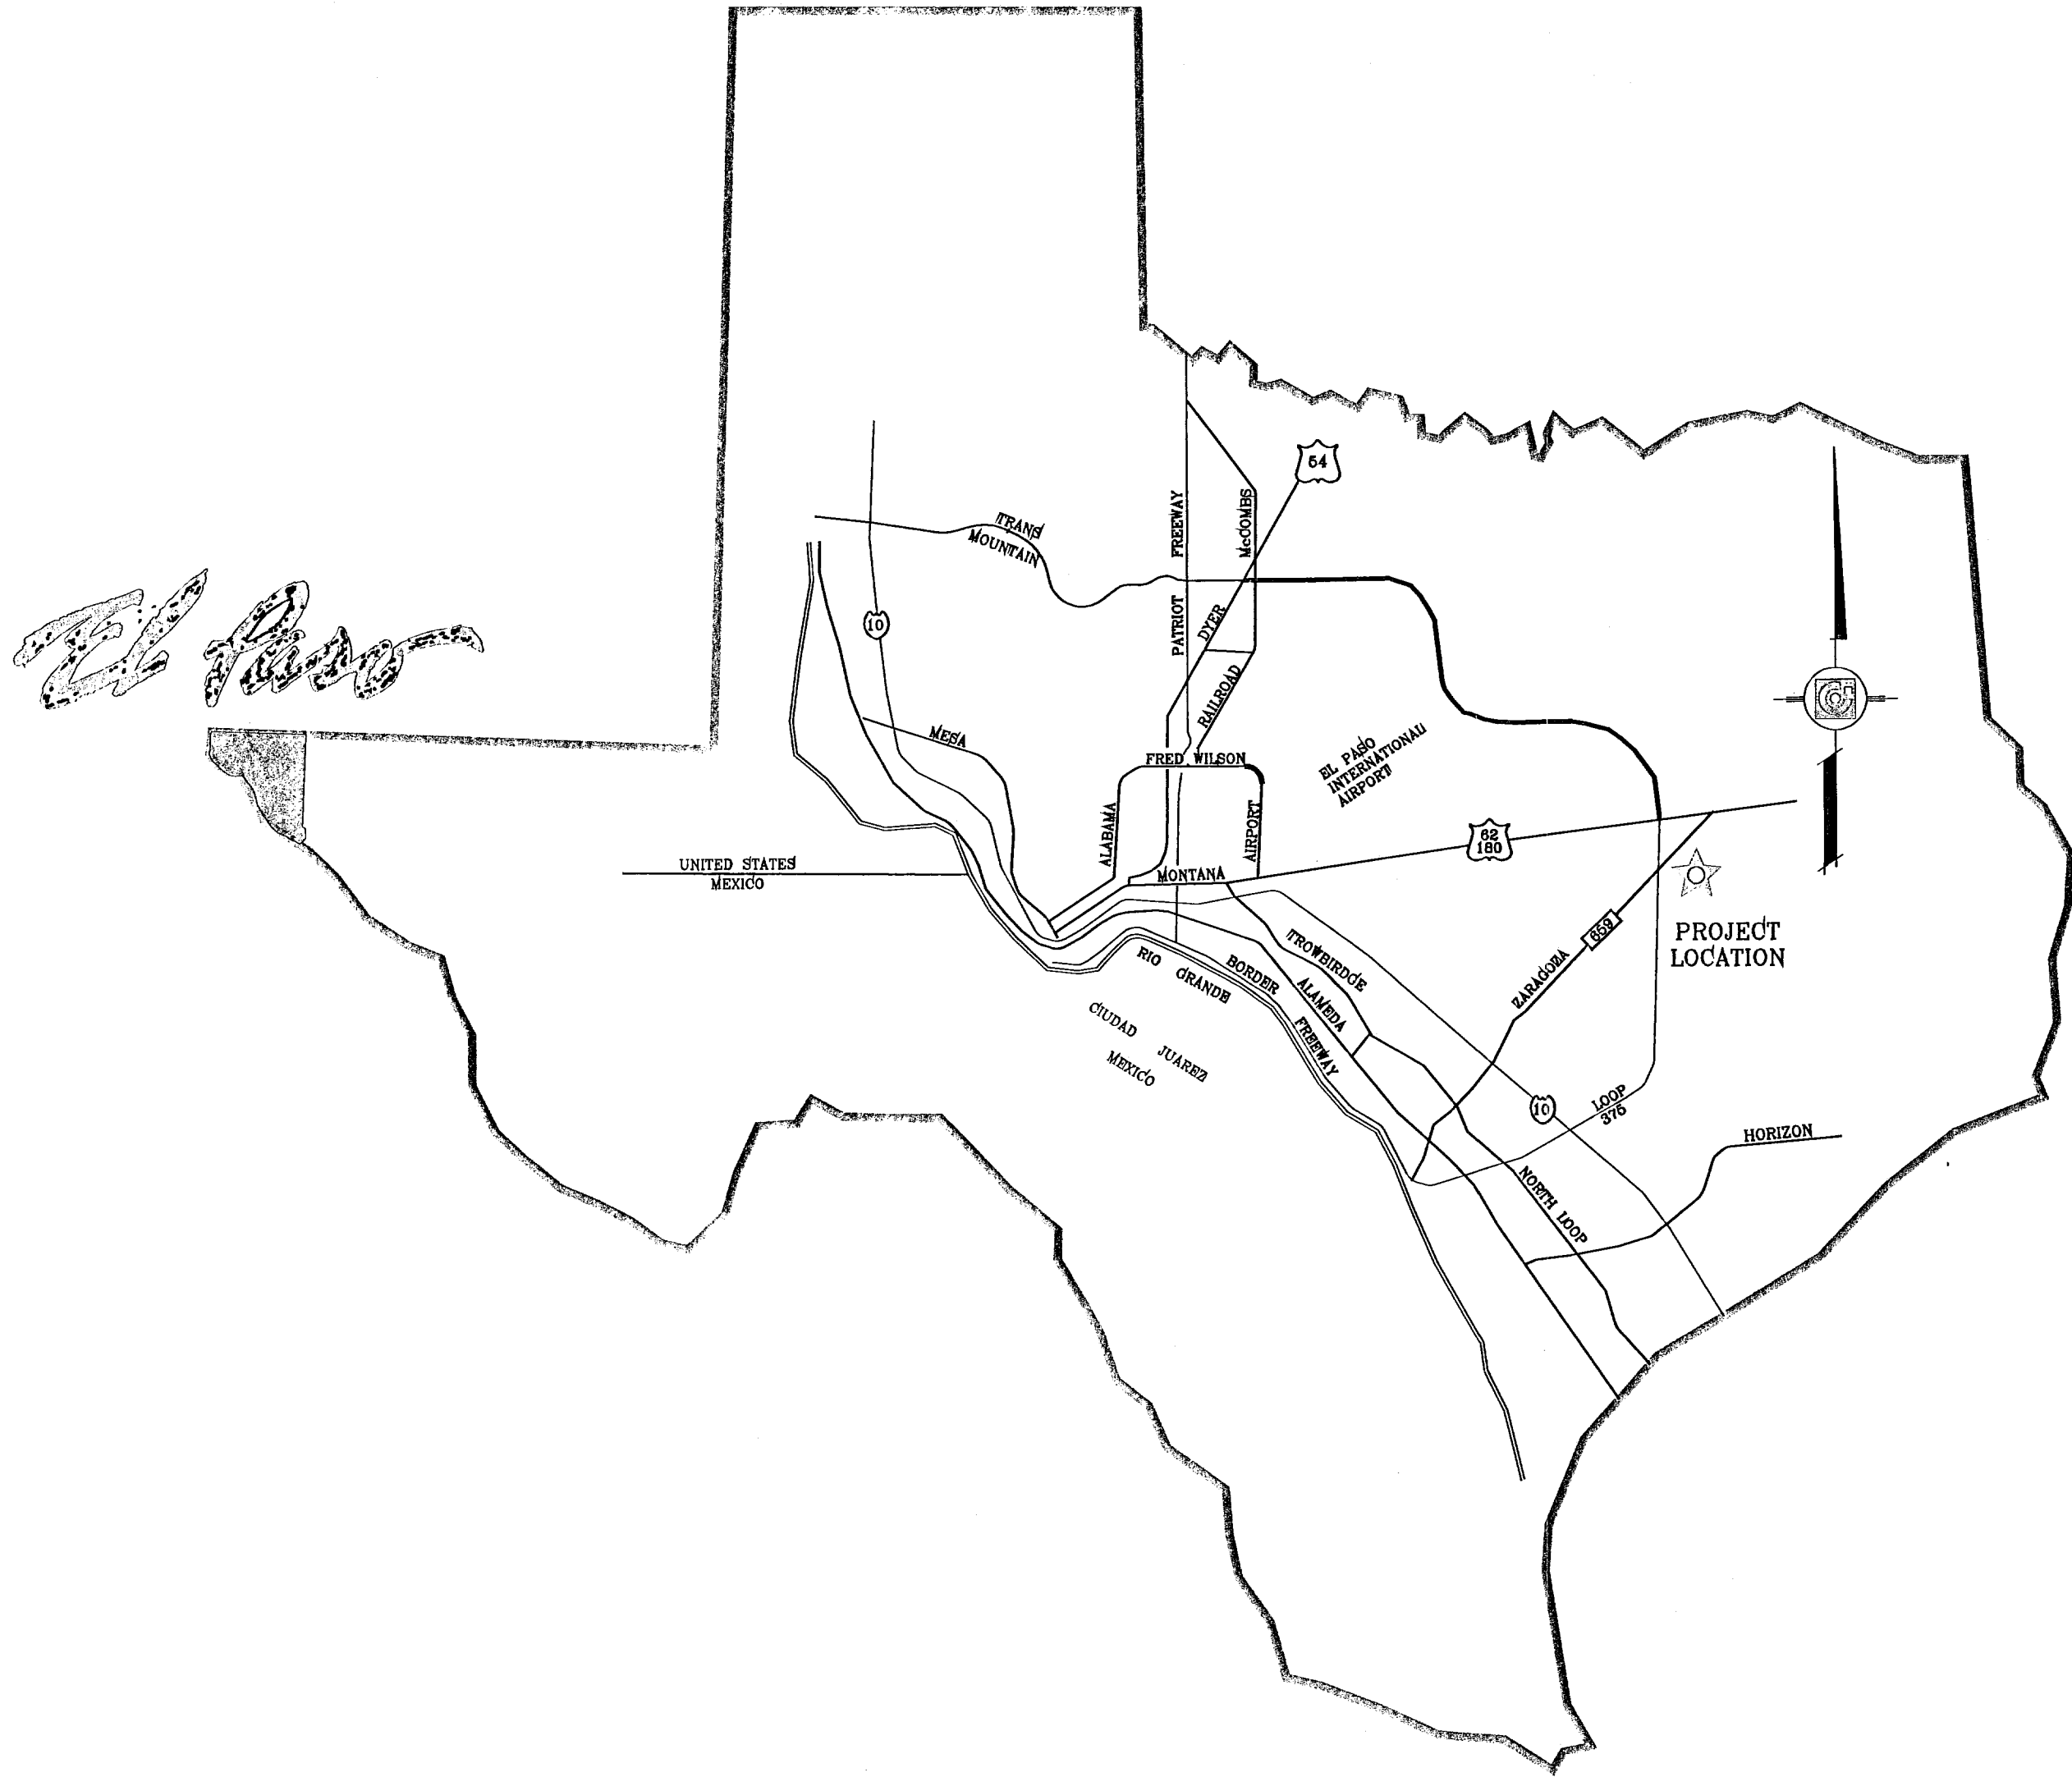 El Paso
54
TRANS
MOUNTAIN
PATRIOT FREEWAY
McCOMBS
DYER
RAILROAD
10
MESA
FRED WILSON
EL PASO
INTERNATIONAL
AIRPORT
ALABAMA
AIRPORT
62
180
UNITED STATES
MEXICO
MONTANA
659
PROJECT
LOCATION
TROWBIRDGE
ZARAGOZA
RIO GRANDE
BORDER
FREEWAY
ALAMEDA
CIUDAD JUAREZ
MEXICO
10
LOOP
375
HORIZON
NORTH LOOP